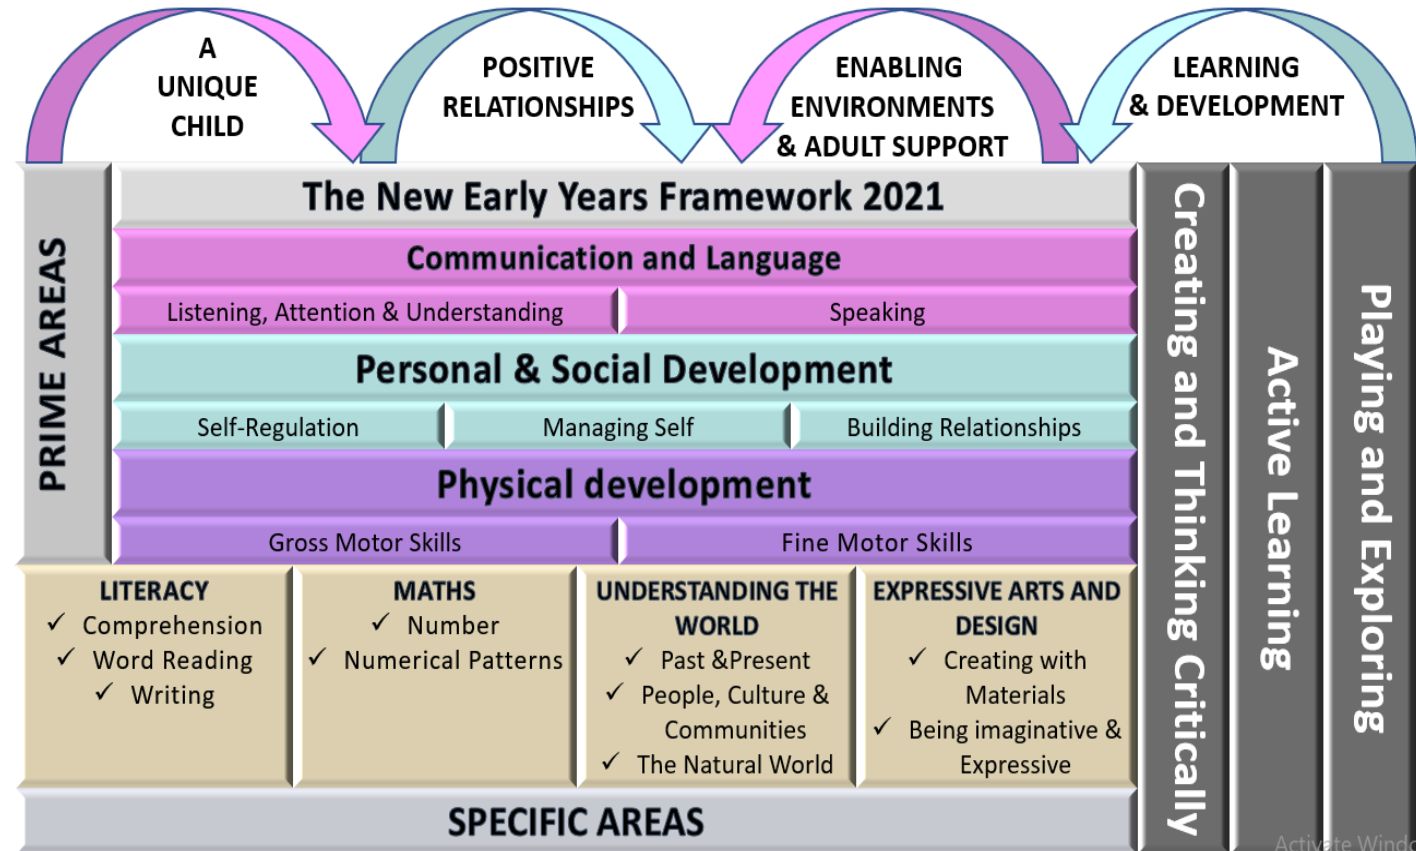 A
UNIQUE
CHILD
POSITIVE
RELATIONSHIPS
ENABLING
ENVIRONMENTS
& ADULT SUPPORT
LEARNING
& DEVELOPMENT
PRIME AREAS
The New Early Years Framework 2021
Communication and Language
Listening, Attention & Understanding
Speaking
Personal & Social Development
Self-Regulation
Managing Self
Building Relationships
Physical development
Gross Motor Skills
Fine Motor Skills
LITERACY
✓ Comprehension
✓ Word Reading
✓ Writing
MATHS
✓ Number
✓ Numerical Patterns
UNDERSTANDING THE
WORLD
✓ Past &Present
✓ People, Culture &
Communities
✓ The Natural World
EXPRESSIVE ARTS AND
DESIGN
✓ Creating with
Materials
✓ Being imaginative &
Expressive
SPECIFIC AREAS
Creating and Thinking Critically
Active Learning
Playing and Exploring
Activate